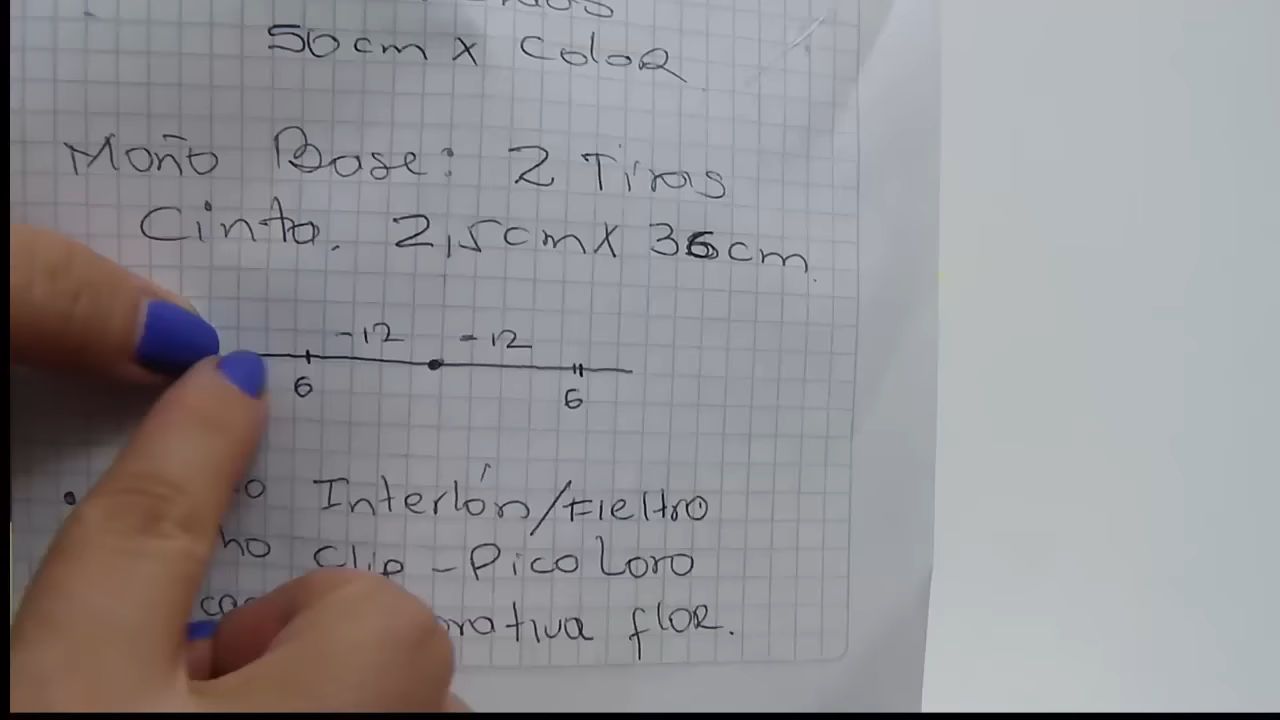 50cm x coloR
Moño Base: 2 Tiras
Cinta. 2,5cm x 36cm.
-12 -12
6 6
Interlón/Fieltro
Clip - Pico Loro
flor.